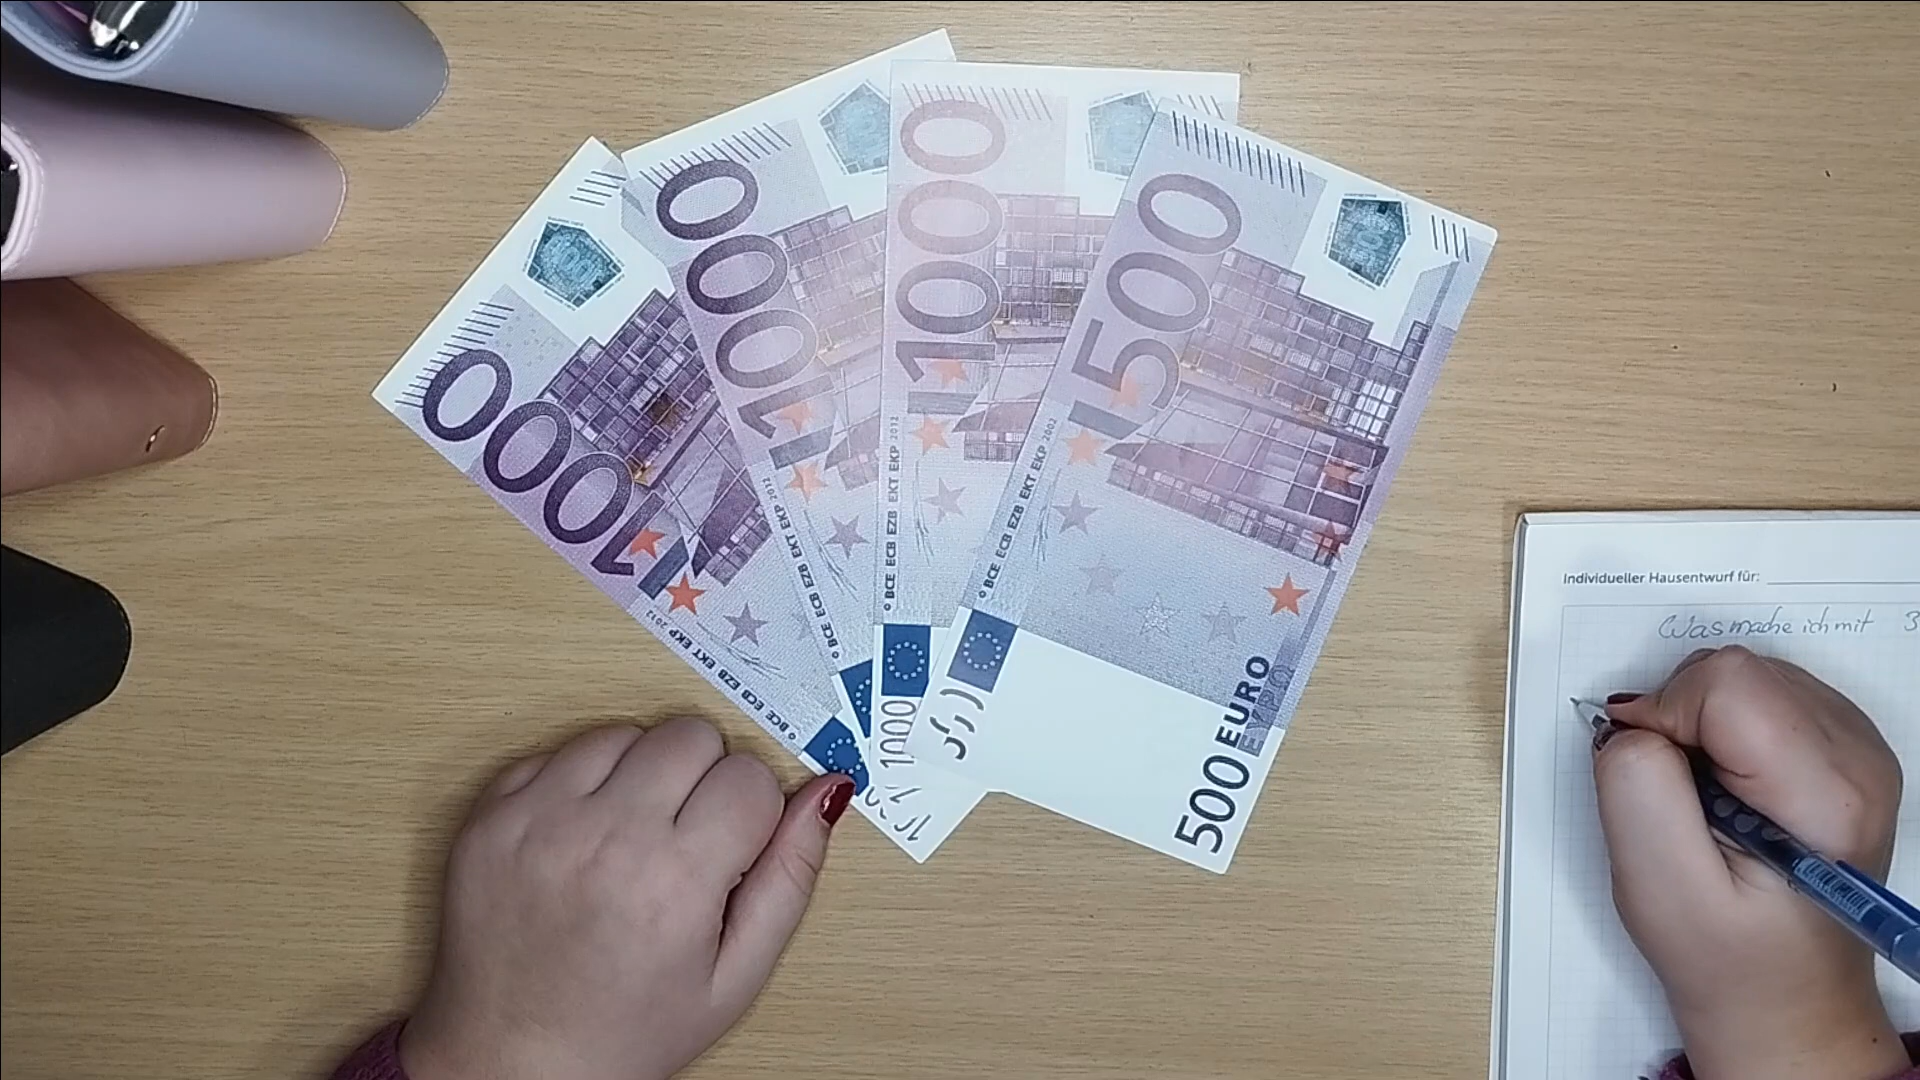 1000
1000
1000
500
BCE ECB EZB EKT EKP 2012
BCE ECB EZB EKT EKP 2012
BCE ECB EZB EKT EKP 2012
BCE ECB EZB EKT EKP 2002
1000
500 EURO
ΕΥΡΩ
Individueller Hausentwurf für:
Was mache ich mit 3